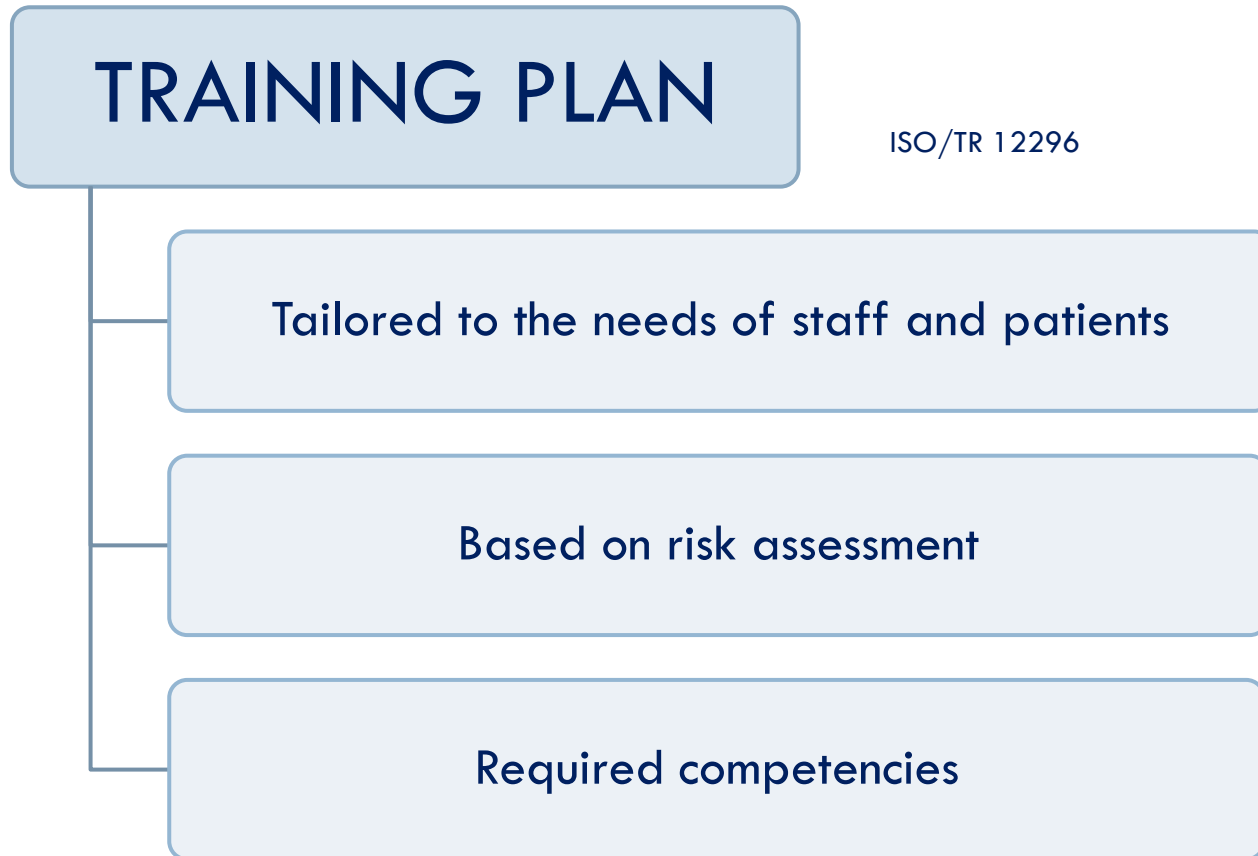 TRAINING PLAN
ISO/TR 12296
Tailored to the needs of staff and patients
Based on risk assessment
Required competencies